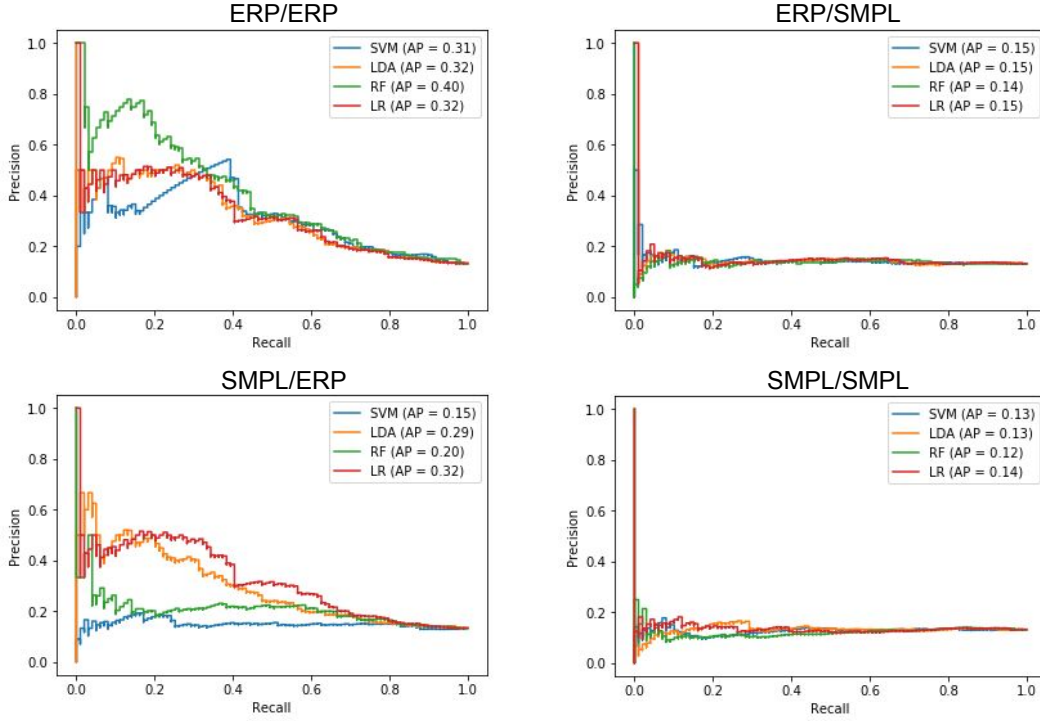 ERP/ERP
1.0
0.8
0.6
0.4
0.2
0.0
Precision
SVM (AP = 0.31)
LDA (AP = 0.32)
RF (AP = 0.40)
LR (AP = 0.32)
0.0 0.2 0.4 0.6 0.8 1.0
Recall
ERP/SMPL
1.0
0.8
0.6
0.4
0.2
0.0
Precision
SVM (AP = 0.15)
LDA (AP = 0.15)
RF (AP = 0.14)
LR (AP = 0.15)
0.0 0.2 0.4 0.6 0.8 1.0
Recall
SMPL/ERP
1.0
0.8
0.6
0.4
0.2
0.0
Precision
SVM (AP = 0.15)
LDA (AP = 0.29)
RF (AP = 0.20)
LR (AP = 0.32)
0.0 0.2 0.4 0.6 0.8 1.0
Recall
SMPL/SMPL
1.0
0.8
0.6
0.4
0.2
0.0
Precision
SVM (AP = 0.13)
LDA (AP = 0.13)
RF (AP = 0.12)
LR (AP = 0.14)
0.0 0.2 0.4 0.6 0.8 1.0
Recall